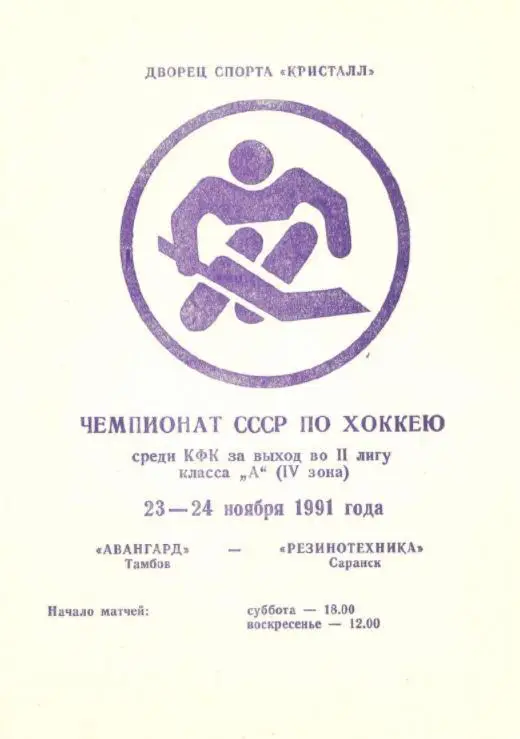 ДВОРЕЦ СПОРТА «КРИСТАЛЛ»
ЧЕМПИОНАТ СССР ПО ХОККЕЮ
среди КФК за выход во II лигу
класса „А“ (IV зона)
23—24 ноября 1991 года
«АВАНГАРД» — «РЕЗИНОТЕХНИКА»
Тамбов Саранск
Начало матчей: суббота — 18.00
воскресенье — 12.00